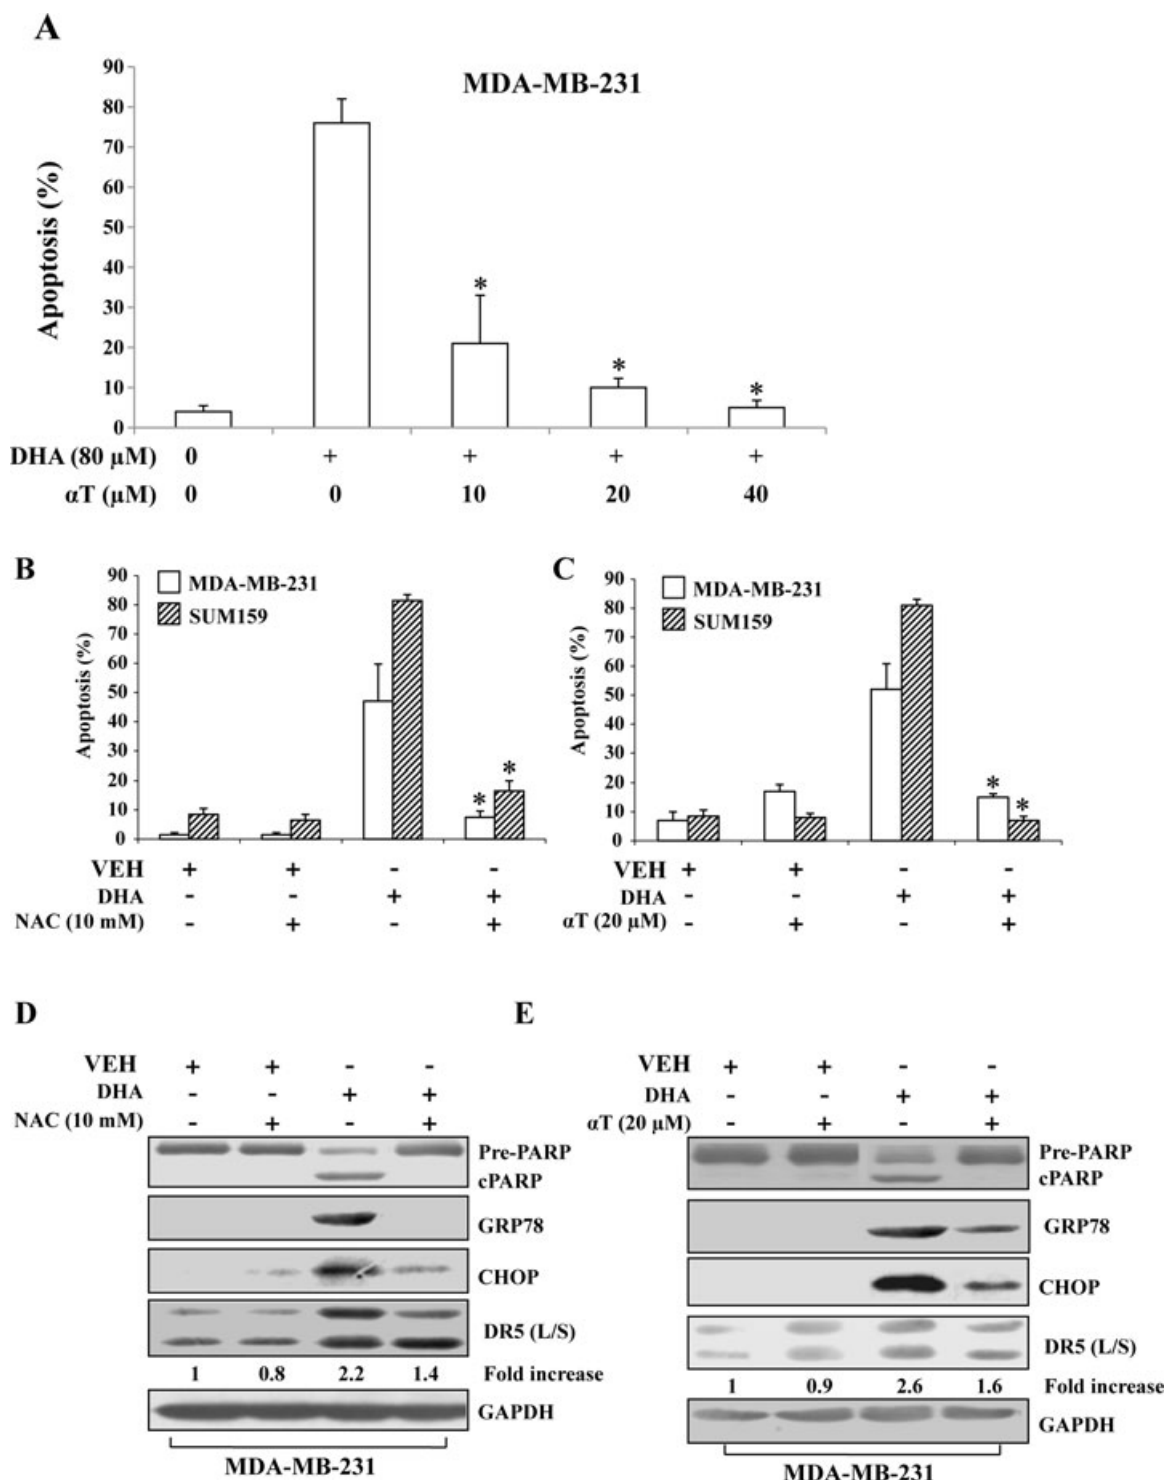 A
MDA-MB-231
90
80
70
60
50
40
30
20
10
0
Apoptosis (%)
*
*
*
DHA (80 µM) 0 + + + +
αT (µM) 0 0 10 20 40
B
MDA-MB-231
SUM159
90
80
70
60
50
40
30
20
10
0
Apoptosis (%)
* *
VEH + + - -
DHA - - + +
NAC (10 mM) - + - +
C
MDA-MB-231
SUM159
90
80
70
60
50
40
30
20
10
0
Apoptosis (%)
* *
VEH + + - -
DHA - - + +
αT (20 µM) - + - +
D
VEH + + - -
DHA - - + +
NAC (10 mM) - + - +
Pre-PARP
cPARP
GRP78
CHOP
DR5 (L/S)
1 0.8 2.2 1.4 Fold increase
GAPDH
MDA-MB-231
E
VEH + + - -
DHA - - + +
αT (20 µM) - + - +
Pre-PARP
cPARP
GRP78
CHOP
DR5 (L/S)
1 0.9 2.6 1.6 Fold increase
GAPDH
MDA-MB-231